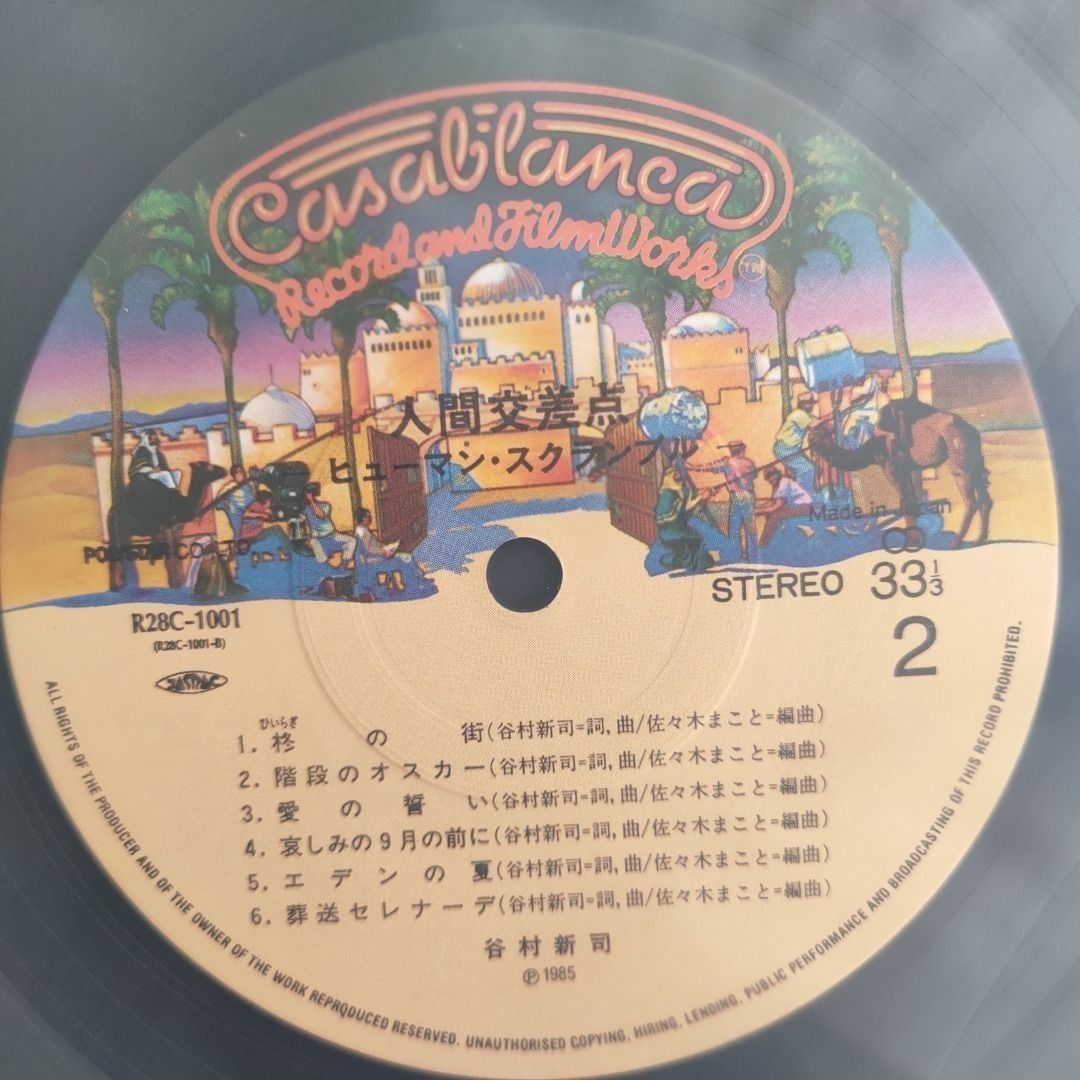 Casablanca
Record and FilmWorks
TM
人間交差点
ヒューマン・スクランブル
Made in Japan
R28C-1001
(R28C-1001-B)
JASRAC
STEREO 33 1/3
2
ひいらぎ
1. 柊の街(谷村新司=詞,曲/佐々木まこと=編曲)
2. 階段のオスカー(谷村新司=詞,曲/佐々木まこと=編曲)
3. 愛の誓い(谷村新司=詞,曲/佐々木まこと=編曲)
4. 哀しみの9月の前に(谷村新司=詞,曲/佐々木まこと=編曲)
5. エデンの夏(谷村新司=詞,曲/佐々木まこと=編曲)
6. 葬送セレナーデ(谷村新司=詞,曲/佐々木まこと=編曲)
谷村新司
℗1985
ALL RIGHTS OF THE PRODUCER AND OF THE OWNER OF THE WORK REPRODUCED RESERVED. UNAUTHORISED COPYING, HIRING, LENDING, PUBLIC PERFORMANCE AND BROADCASTING OF THIS RECORD PROHIBITED.